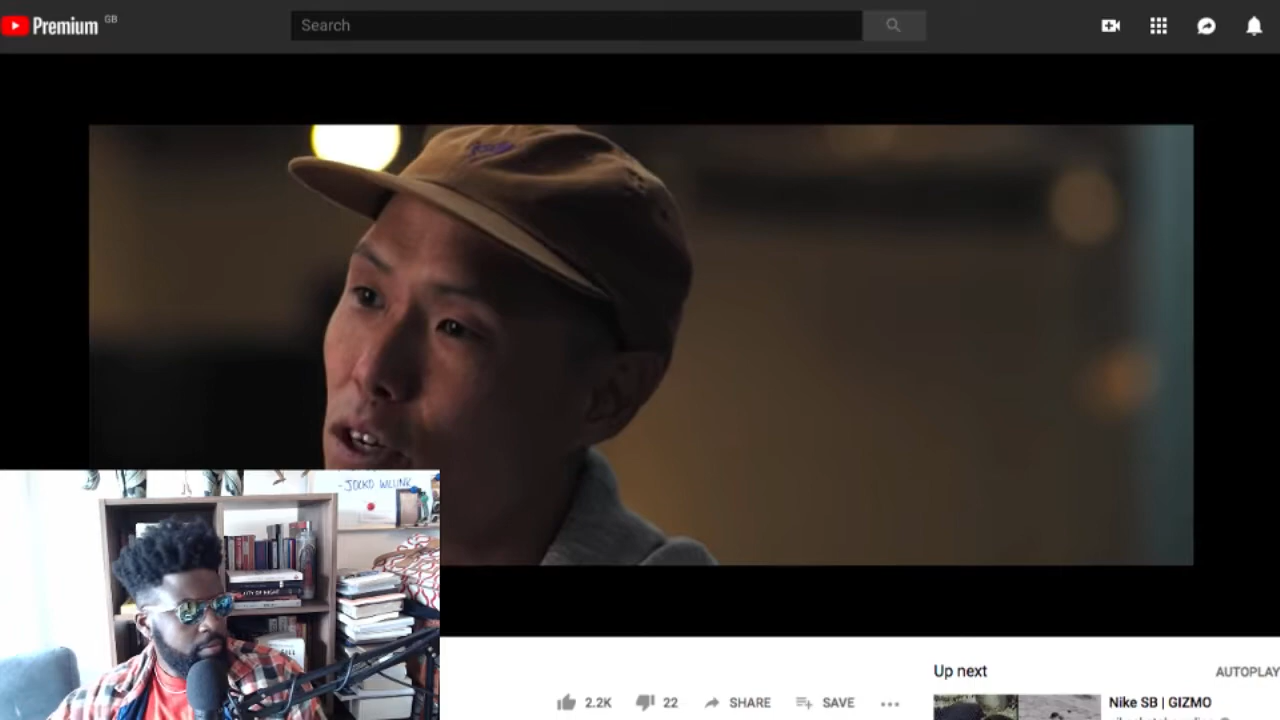 Premium GB
Search
-JOCKO WILLINK
CITY OF NIGHT
2.2K
22
SHARE
SAVE
Up next
AUTOPLAY
Nike SB | GIZMO